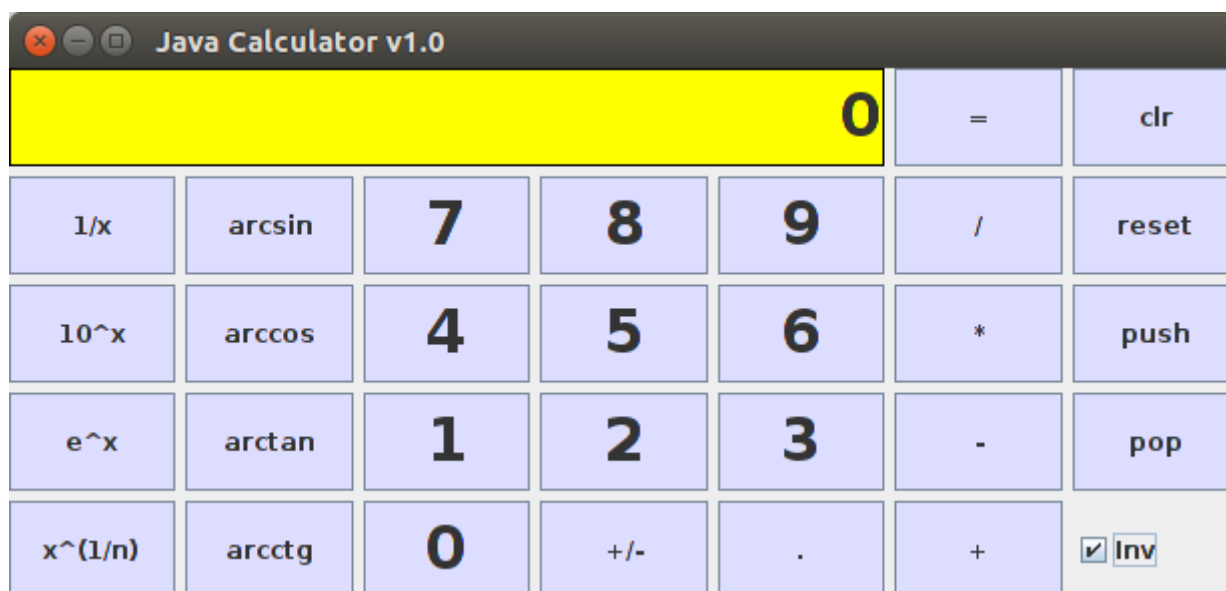 Java Calculator v1.0
0 = clr
1/x arcsin 7 8 9 / reset
10^x arccos 4 5 6 * push
e^x arctan 1 2 3 - pop
x^(1/n) arcctg 0 +/- . + Inv